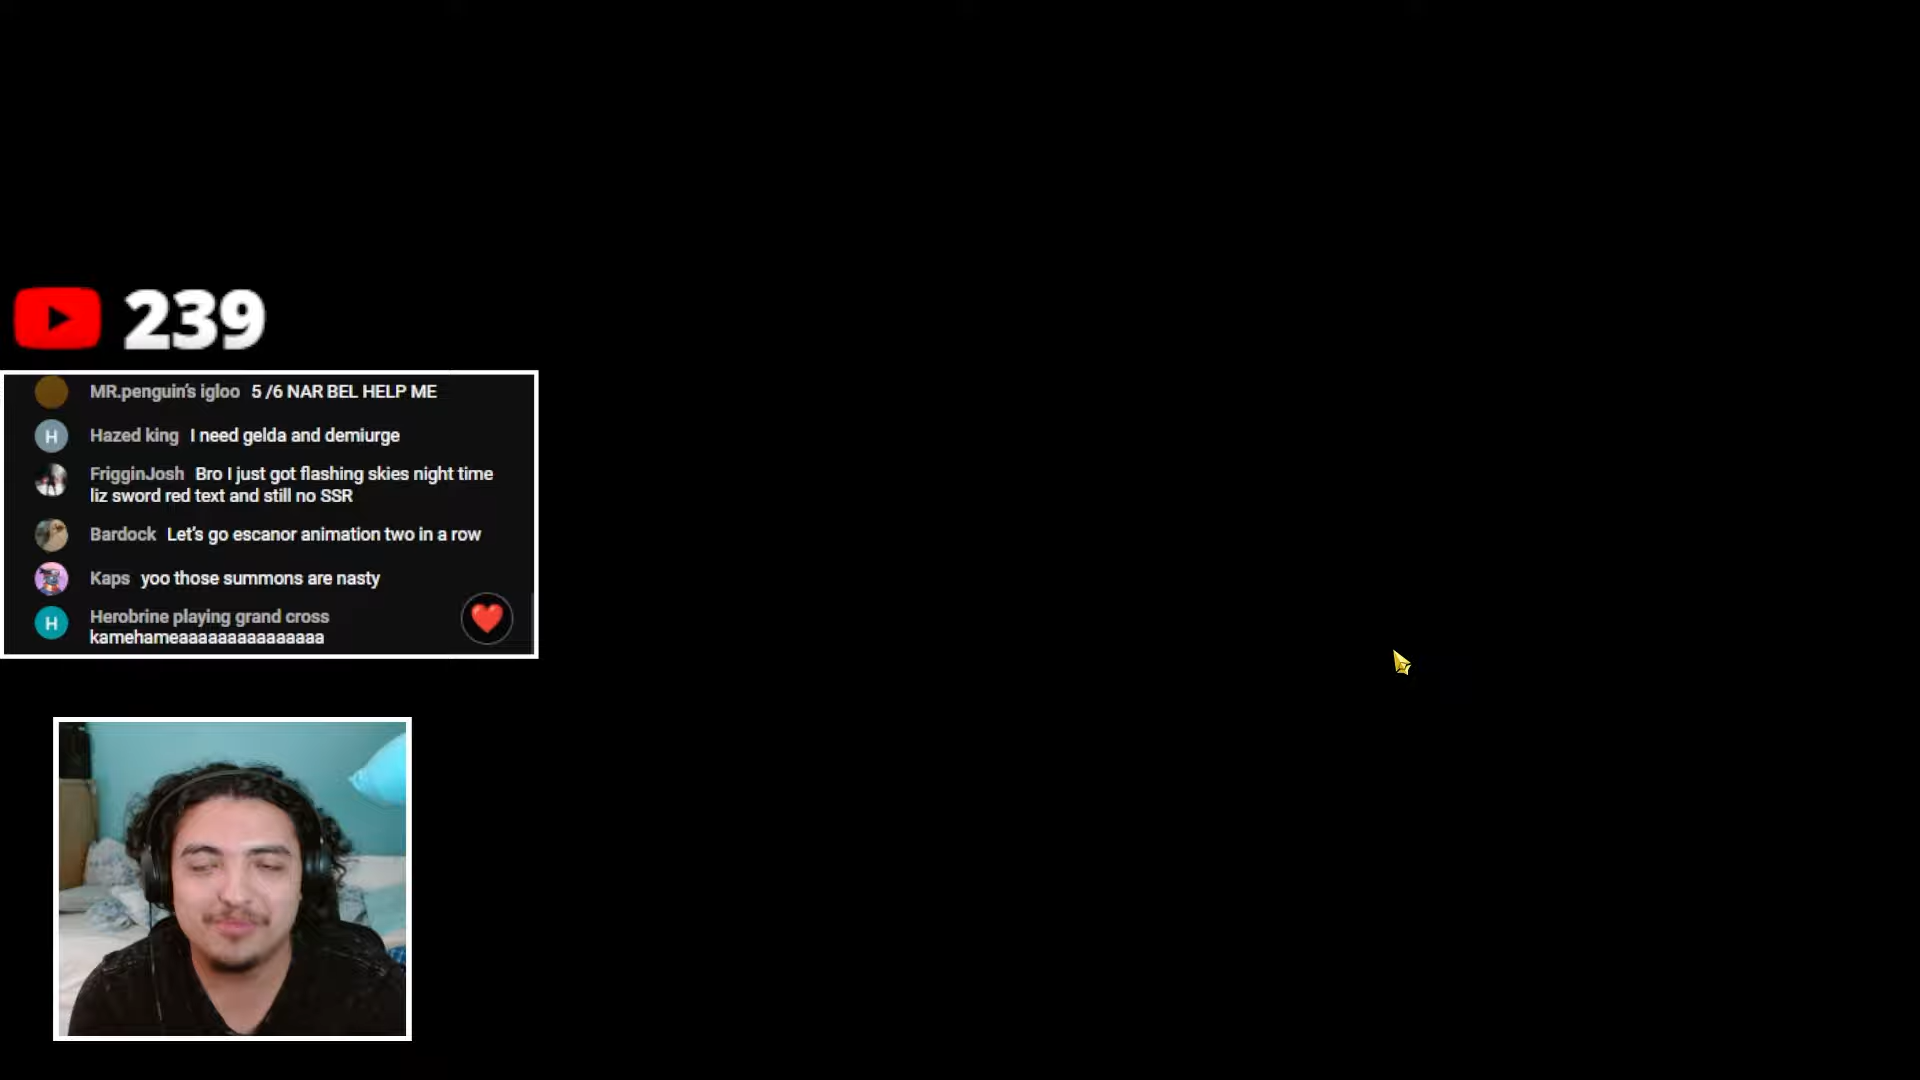 239
MR.penguin's igloo 5 /6 NAR BEL HELP ME
H
Hazed king I need gelda and demiurge
FrigginJosh Bro I just got flashing skies night time
liz sword red text and still no SSR
Bardock Let's go escanor animation two in a row
Kaps yoo those summons are nasty
H
Herobrine playing grand cross
kamehameaaaaaaaaaaaaaaa